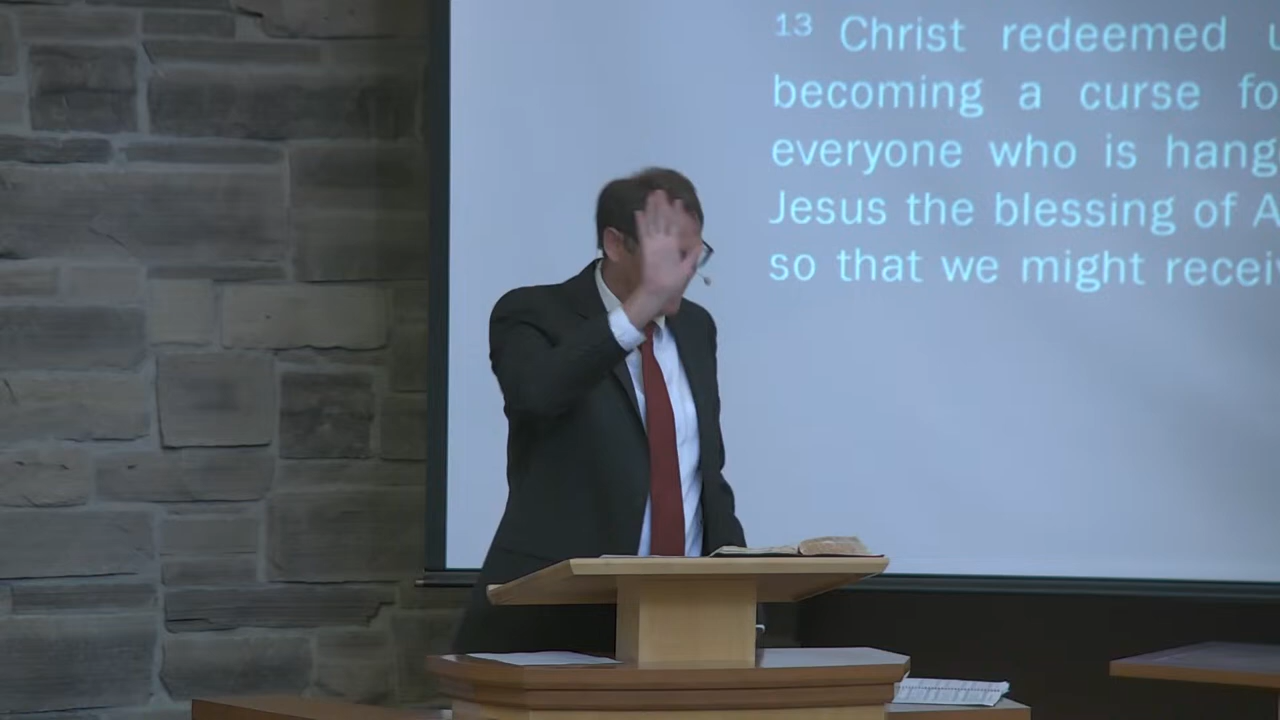 13 Christ redeemed
becoming a curse
everyone who is
Jesus the blessing of
so that we might